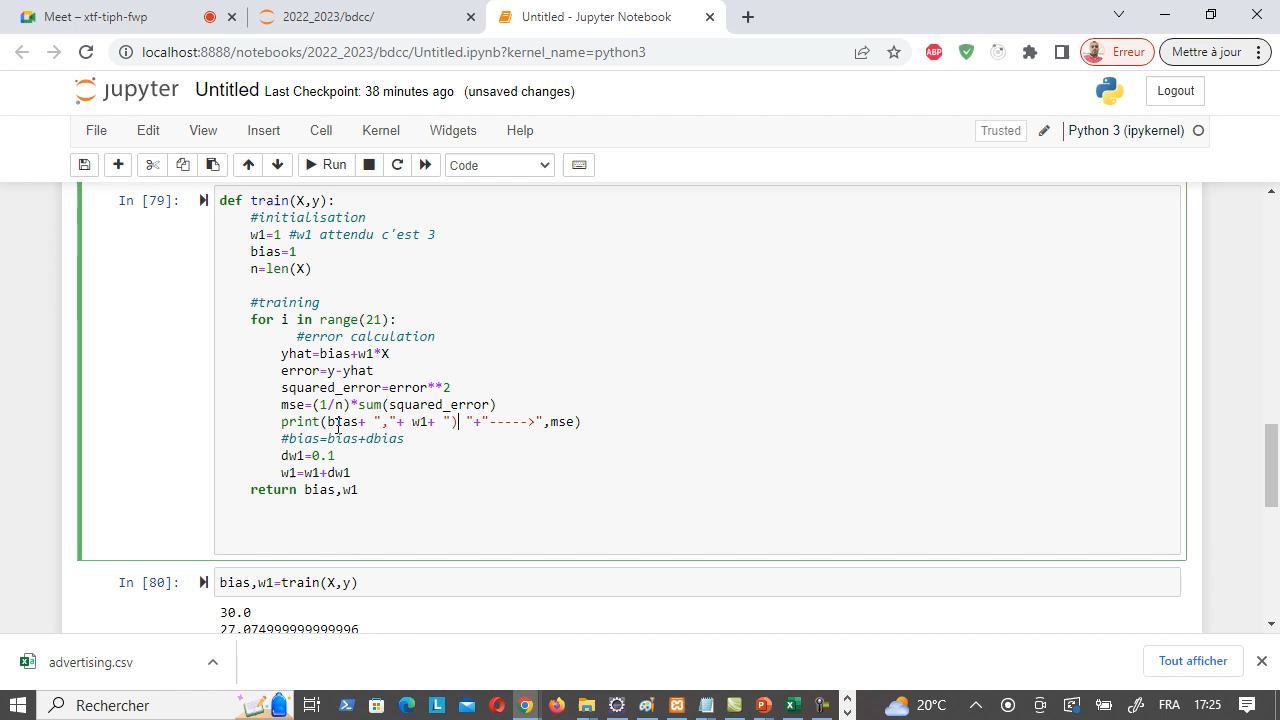 Meet – xtf-tiph-fwp
2022_2023/bdcc/
Untitled - Jupyter Notebook
localhost:8888/notebooks/2022_2023/bdcc/Untitled.ipynb?kernel_name=python3
ABP
Erreur
Mettre à jour
jupyter Untitled Last Checkpoint: 38 minutes ago (unsaved changes)
Logout
File Edit View Insert Cell Kernel Widgets Help
Trusted
Python 3 (ipykernel)
Run
Code
In [79]:
def train(X,y):
#initialisation
w1=1 #w1 attendu c'est 3
bias=1
n=len(X)
#training
for i in range(21):
#error calculation
yhat=bias+w1*X
error=y-yhat
squared_error=error**2
mse=(1/n)*sum(squared_error)
print(bias+ ","+ w1+ ") "+"----->",mse)
#bias=bias+dbias
dw1=0.1
w1=w1+dw1
return bias,w1
In [80]:
bias,w1=train(X,y)
30.0
27.074999999999996
advertising.csv
Tout afficher
Rechercher
20°C
FRA
17:25